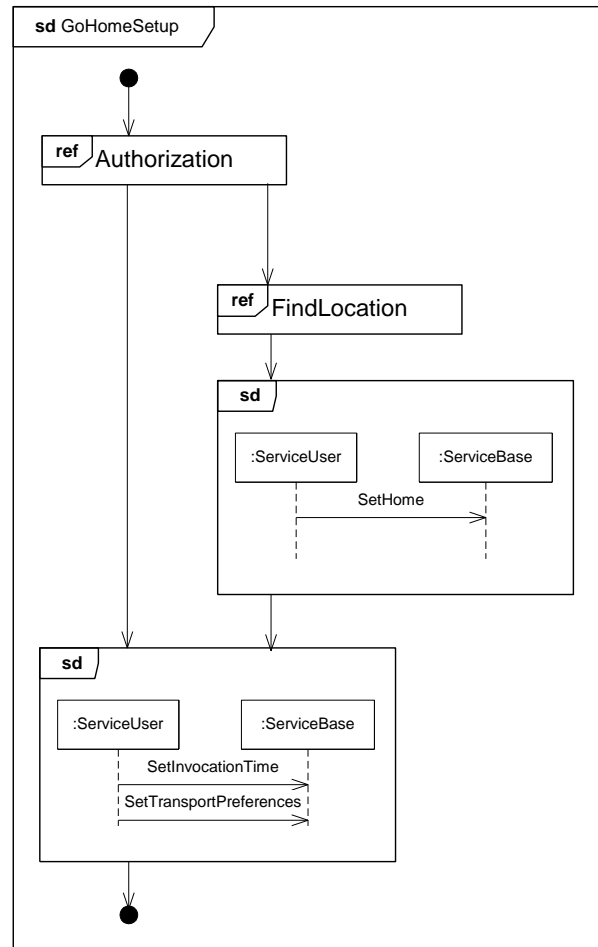 sd GoHomeSetup
ref Authorization
ref FindLocation
sd
:ServiceUser :ServiceBase
SetHome
sd
:ServiceUser :ServiceBase
SetInvocationTime
SetTransportPreferences